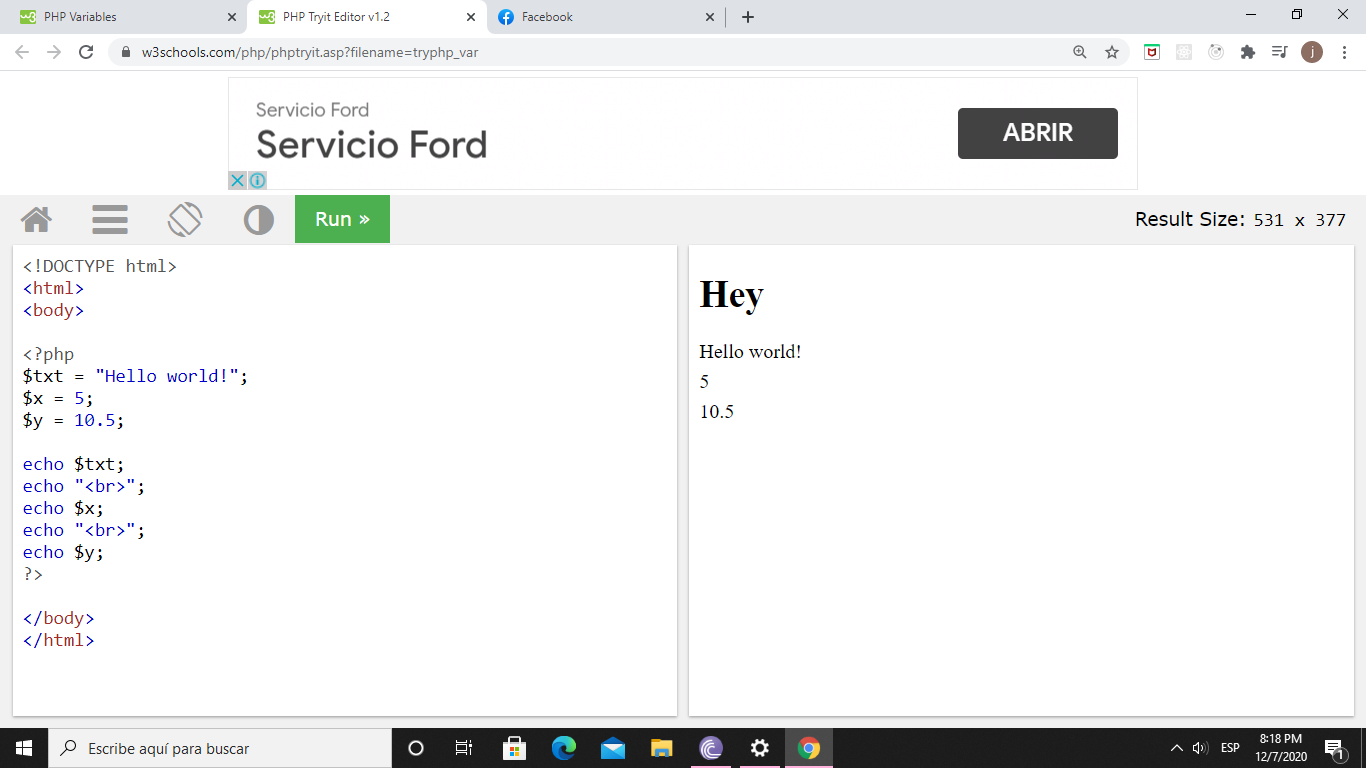 PHP Variables
PHP Tryit Editor v1.2
Facebook
w3schools.com/php/phptryit.asp?filename=tryphp_var
j
Servicio Ford
Servicio Ford
ABRIR
Run »
Result Size: 531 x 377
<!DOCTYPE html>
<html>
<body>
<?php
$txt = "Hello world!";
$x = 5;
$y = 10.5;
echo $txt;
echo "<br>";
echo $x;
echo "<br>";
echo $y;
?>
</body>
</html>
Hey
Hello world!
5
10.5
Escribe aquí para buscar
ESP
8:18 PM
12/7/2020
1